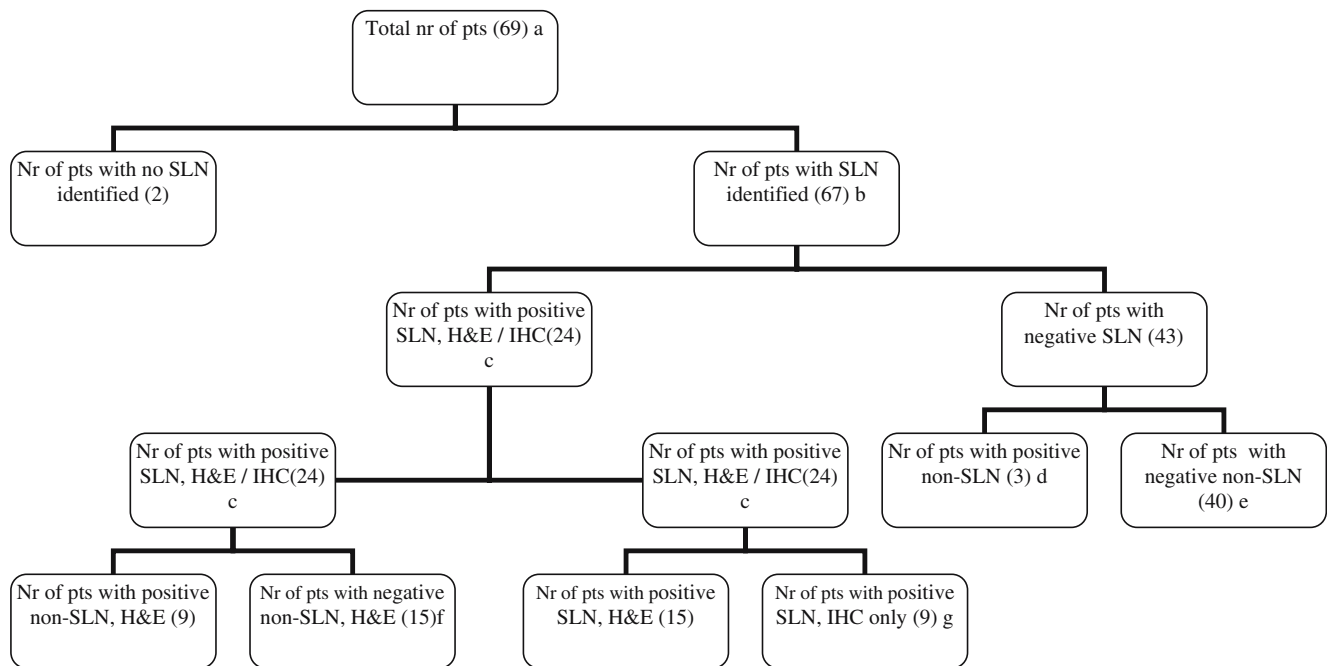 Total nr of pts (69) a
Nr of pts with no SLN
identified (2)
Nr of pts with SLN
identified (67) b
Nr of pts with positive
SLN, H&E / IHC(24)
c
Nr of pts with
negative SLN (43)
Nr of pts with positive
SLN, H&E / IHC(24)
c
Nr of pts with positive
SLN, H&E / IHC(24)
c
Nr of pts with positive
non-SLN (3) d
Nr of pts with
negative non-SLN
(40) e
Nr of pts with positive
non-SLN, H&E (9)
Nr of pts with negative
non-SLN, H&E (15)f
Nr of pts with positive
SLN, H&E (15)
Nr of pts with positive
SLN, IHC only (9) g